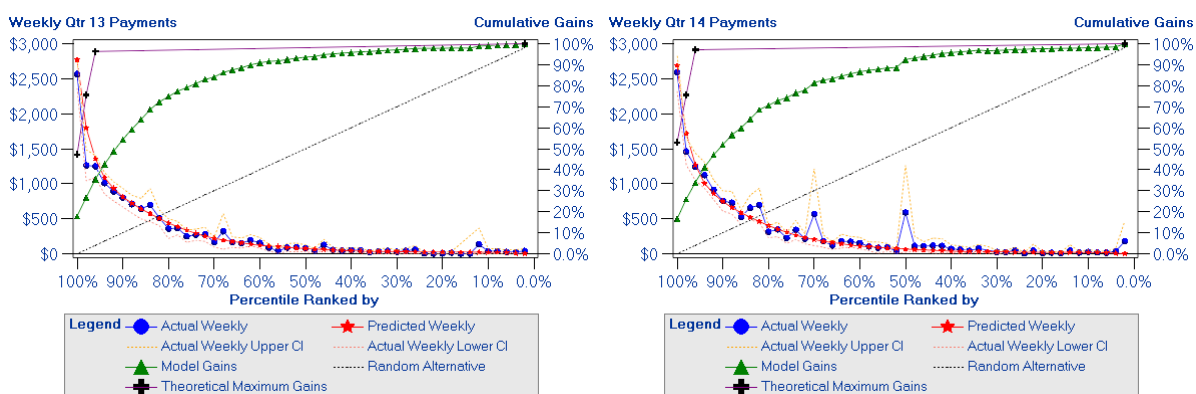 Weekly Qtr 13 Payments Cumulative Gains
$3,000 100%
90%
$2,500 80%
$2,000 70%
60%
$1,500 50%
40%
$1,000 30%
$500 20%
10%
$0 0.0%
100% 90% 80% 70% 60% 50% 40% 30% 20% 10% 0.0%
Percentile Ranked by
Legend Actual Weekly Predicted Weekly
Actual Weekly Upper CI Actual Weekly Lower CI
Model Gains Random Alternative
Theoretical Maximum Gains
Weekly Qtr 14 Payments Cumulative Gains
$3,000 100%
90%
$2,500 80%
$2,000 70%
60%
$1,500 50%
40%
$1,000 30%
$500 20%
10%
$0 0.0%
100% 90% 80% 70% 60% 50% 40% 30% 20% 10% 0.0%
Percentile Ranked by
Legend Actual Weekly Predicted Weekly
Actual Weekly Upper CI Actual Weekly Lower CI
Model Gains Random Alternative
Theoretical Maximum Gains